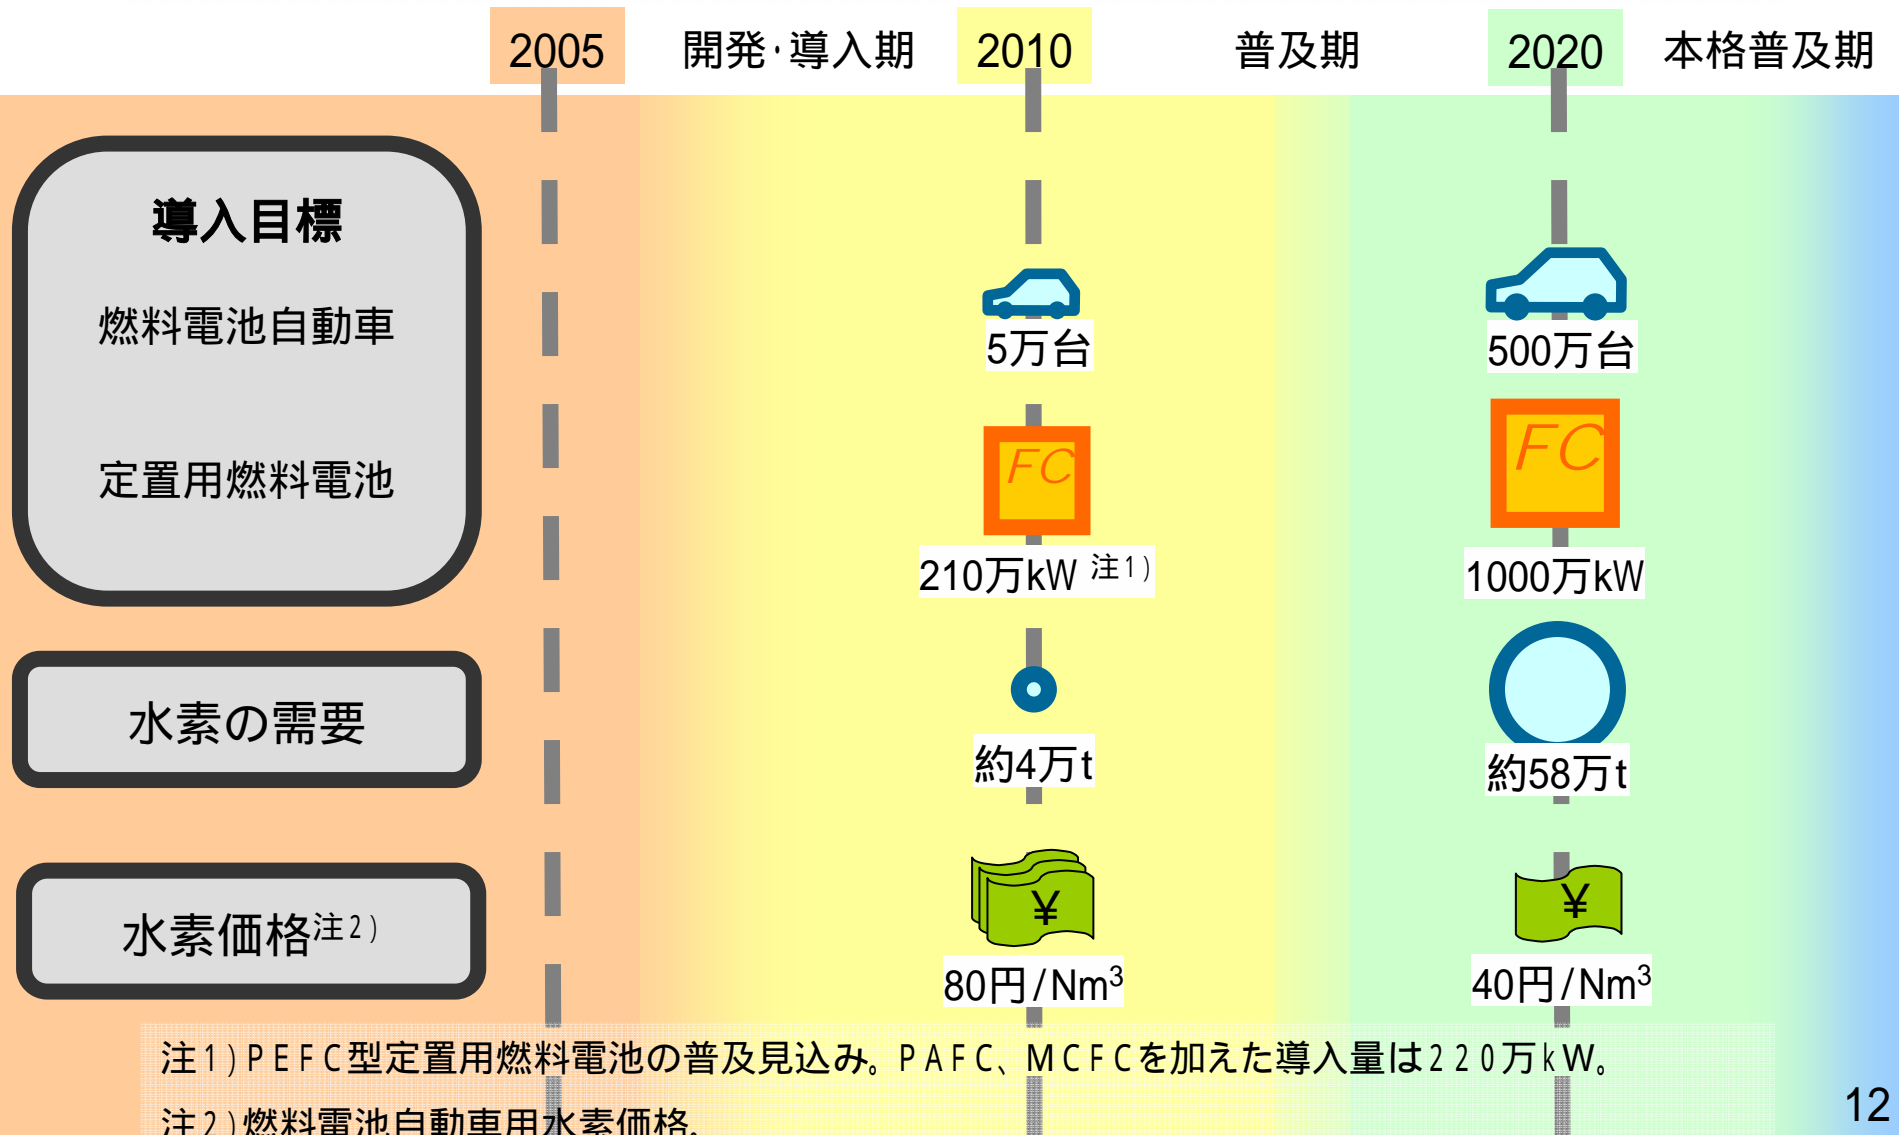 2005 開発・導入期 2010 普及期 2020 本格普及期
導入目標
燃料電池自動車
5万台 500万台
FC FC
定置用燃料電池
210万kW 注1) 1000万kW
水素の需要
約4万t 約58万t
¥ ¥
水素価格注2)
80円/Nm³ 40円/Nm³
注1)PEFC型定置用燃料電池の普及見込み。PAFC、MCFCを加えた導入量は220万kW。
注2)燃料電池自動車用水素価格。
12